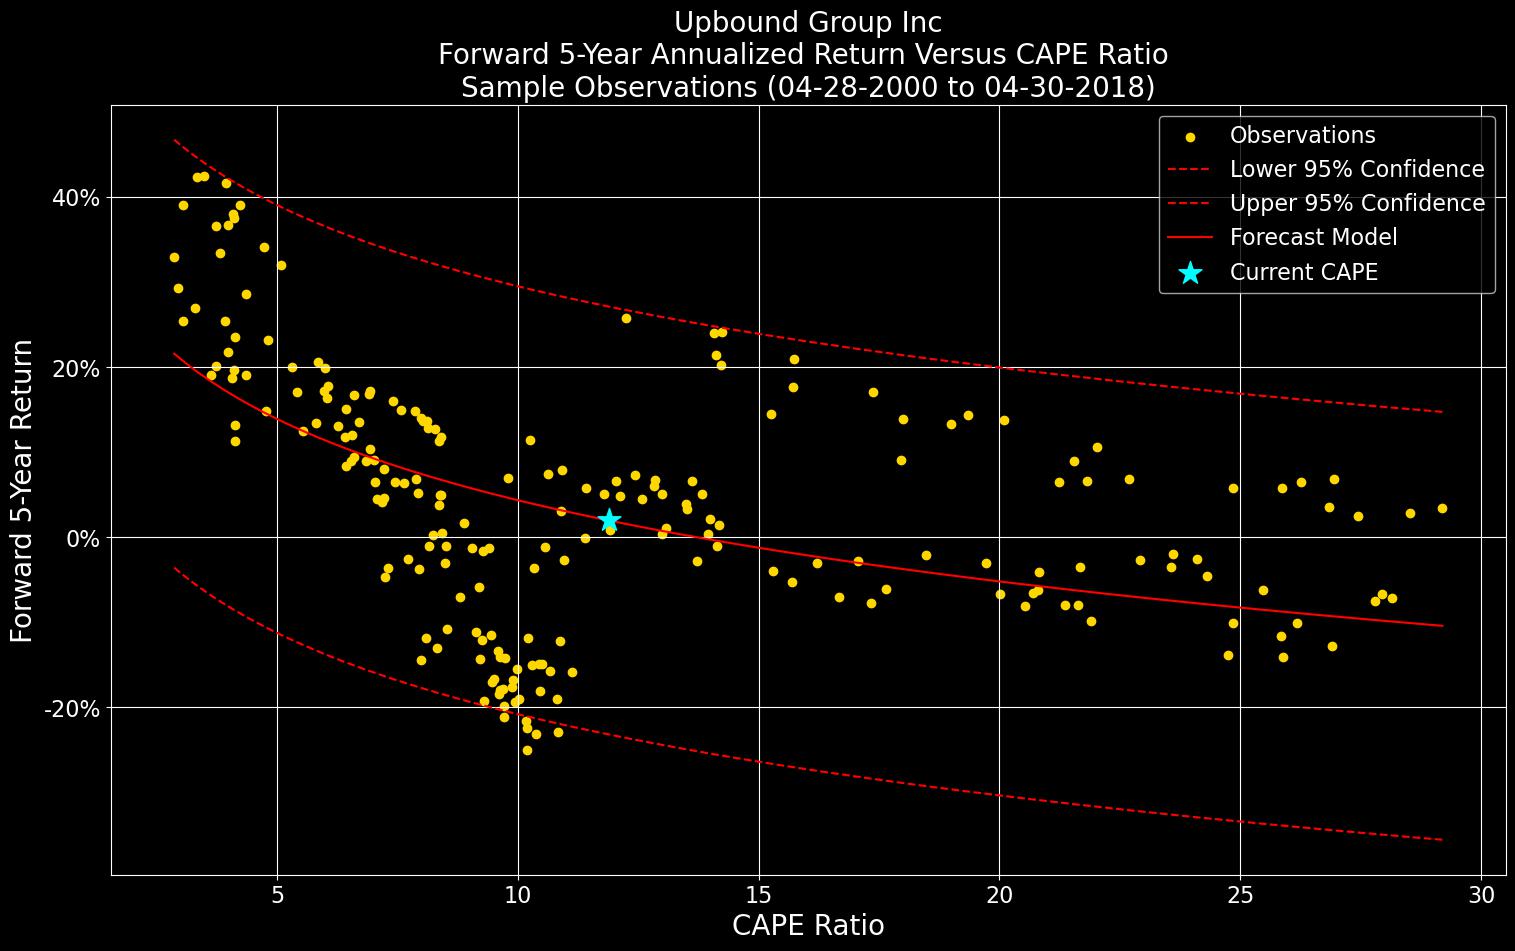 Upbound Group Inc
Forward 5-Year Annualized Return Versus CAPE Ratio
Sample Observations (04-28-2000 to 04-30-2018)
Observations
Lower 95% Confidence
Upper 95% Confidence
Forecast Model
Current CAPE
Forward 5-Year Return
40%
20%
0%
-20%
5
10
15
20
25
30
CAPE Ratio